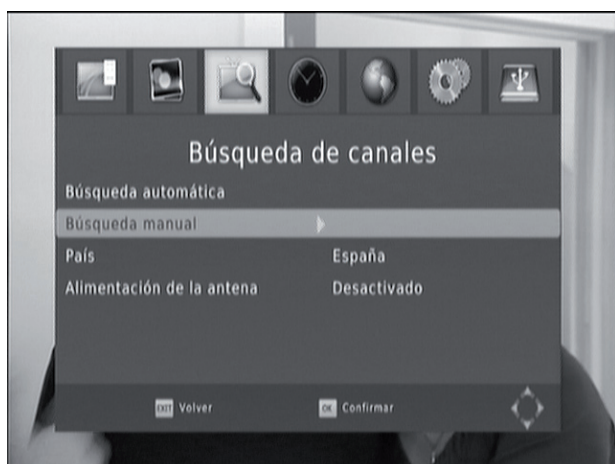 Búsqueda de canales
Búsqueda automática
Búsqueda manual
País España
Alimentación de la antena Desactivado
EXIT Volver OK Confirmar